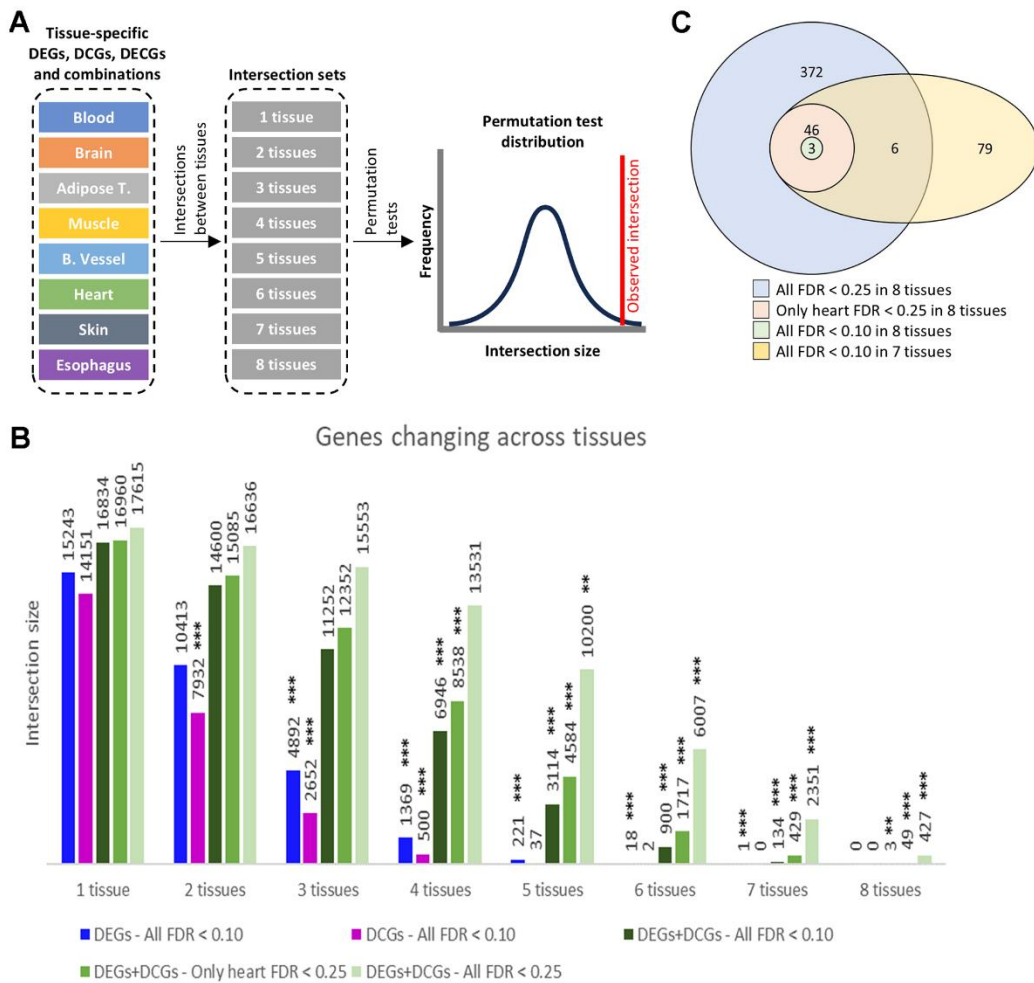 A
Tissue-specific
DEGs, DCGs, DECGs
and combinations
Blood
Brain
Adipose T.
Muscle
B. Vessel
Heart
Skin
Esophagus
Intersections
between tissues
Intersection sets
1 tissue
2 tissues
3 tissues
4 tissues
5 tissues
6 tissues
7 tissues
8 tissues
Permutation
tests
Permutation test
distribution
Frequency
Observed intersection
Intersection size
C
372
46
3
6
79
All FDR < 0.25 in 8 tissues
Only heart FDR < 0.25 in 8 tissues
All FDR < 0.10 in 8 tissues
All FDR < 0.10 in 7 tissues
B
Genes changing across tissues
Intersection size
15243
14151
16834
16960
17615
10413
7932 ***
14600
15085
16636
4892 ***
2652 ***
11252
12352
15553
1369 ***
500 ***
6946 ***
8538 ***
13531
221 ***
37
3114 ***
4584 ***
10200 **
18 ***
2
900 ***
1717 ***
6007 ***
1 ***
0
134 ***
429 ***
2351 ***
0
0
3 **
49 ***
427 ***
1 tissue
2 tissues
3 tissues
4 tissues
5 tissues
6 tissues
7 tissues
8 tissues
DEGs - All FDR < 0.10
DCGs - All FDR < 0.10
DEGs+DCGs - All FDR < 0.10
DEGs+DCGs - Only heart FDR < 0.25
DEGs+DCGs - All FDR < 0.25